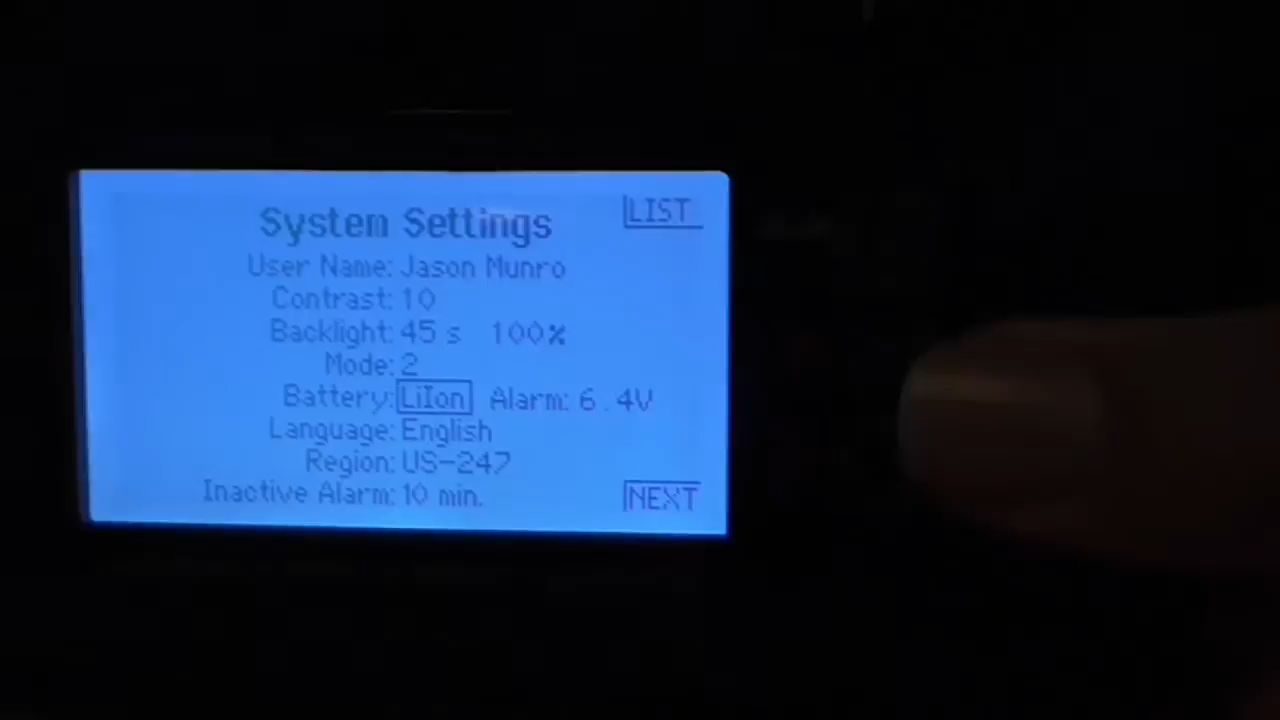 System Settings
LIST
User Name: Jason Munro
Contrast: 10
Backlight: 45 s 100%
Mode: 2
Battery: LiIon Alarm: 6.4V
Language: English
Region: US-247
Inactive Alarm: 10 min.
NEXT